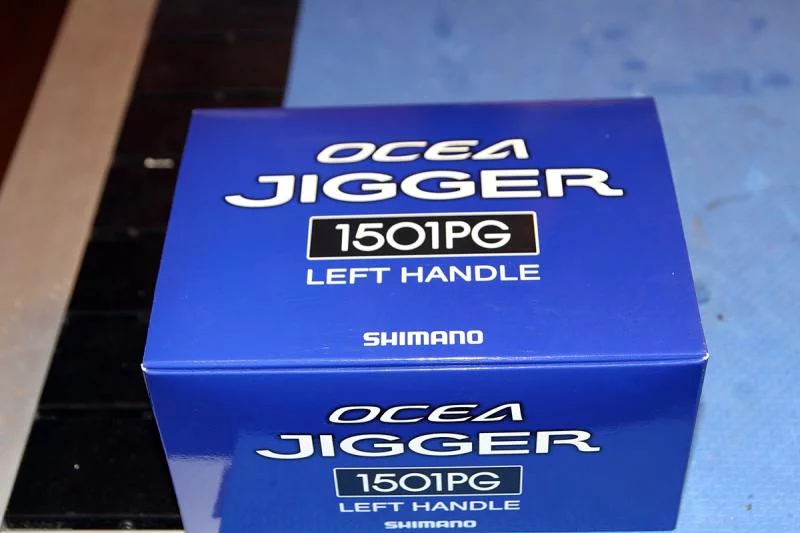 OCEA
JIGGER
1501PG
LEFT HANDLE
SHIMANO
OCEA
JIGGER
1501PG
LEFT HANDLE
SHIMANO